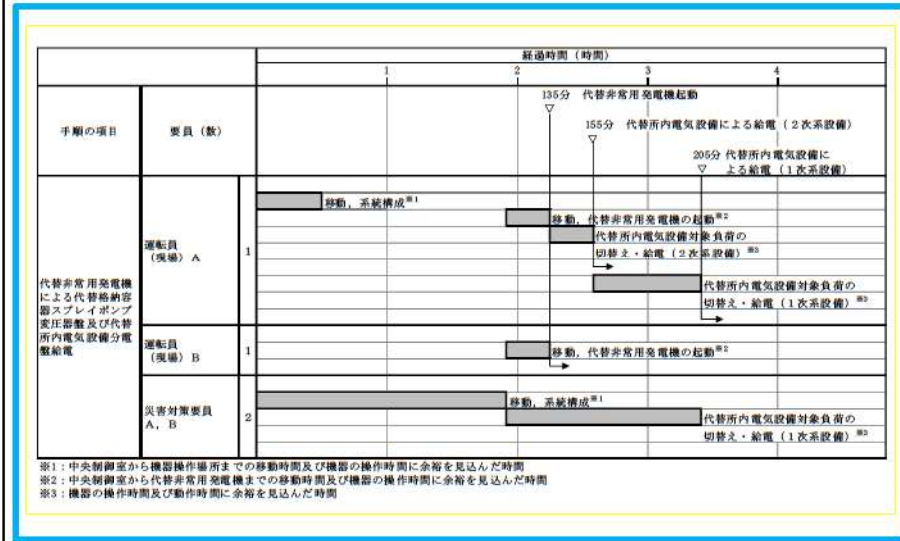 経過時間（時間）
1
2
3
4
手順の項目
要員（数）
135分 代替非常用発電機起動
155分 代替所内電気設備による給電（２次系設備）
205分 代替所内電気設備に
よる給電（１次系設備）
代替非常用発電機
による代替格納容
器スプレイポンプ
変圧器盤及び代替
所内電気設備分電
盤給電
運転員
（現場）Ａ
1
移動，系統構成※1
移動，代替非常用発電機の起動※2
代替所内電気設備対象負荷の
切替え・給電（２次系設備）※3
代替所内電気設備対象負荷の
切替え・給電（１次系設備）※3
運転員
（現場）Ｂ
1
移動，代替非常用発電機の起動※2
災害対策要員
Ａ，Ｂ
2
移動，系統構成※1
代替所内電気設備対象負荷の
切替え・給電（１次系設備）※3
※1：中央制御室から機器操作場所までの移動時間及び機器の操作時間に余裕を見込んだ時間
※2：中央制御室から代替非常用発電機までの移動時間及び機器の操作時間に余裕を見込んだ時間
※3：機器の操作時間及び動作時間に余裕を見込んだ時間